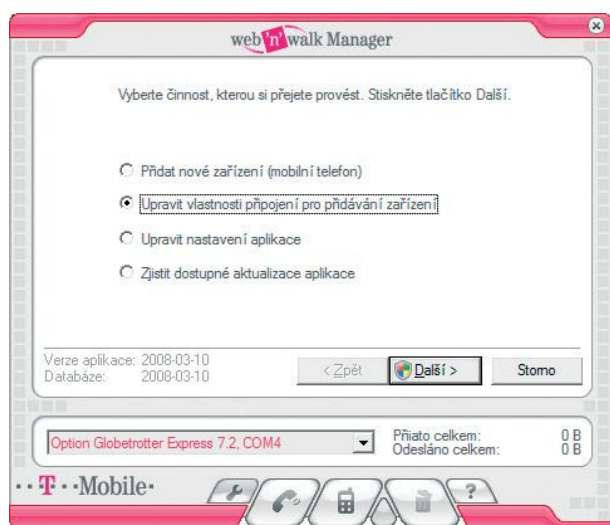 web'n'walk Manager
Vyberte činnost, kterou si přejete provést. Stiskněte tlačítko Další.
Přidat nové zařízení (mobilní telefon)
Upravit vlastnosti připojení pro přidávání zařízení
Upravit nastavení aplikace
Zjistit dostupné aktualizace aplikace
Verze aplikace: 2008-03-10
Databáze: 2008-03-10
< Zpět
Další >
Storno
Option Globetrotter Express 7.2, COM4
Přijato celkem: 0 B
Odesláno celkem: 0 B
··T··Mobile·
?